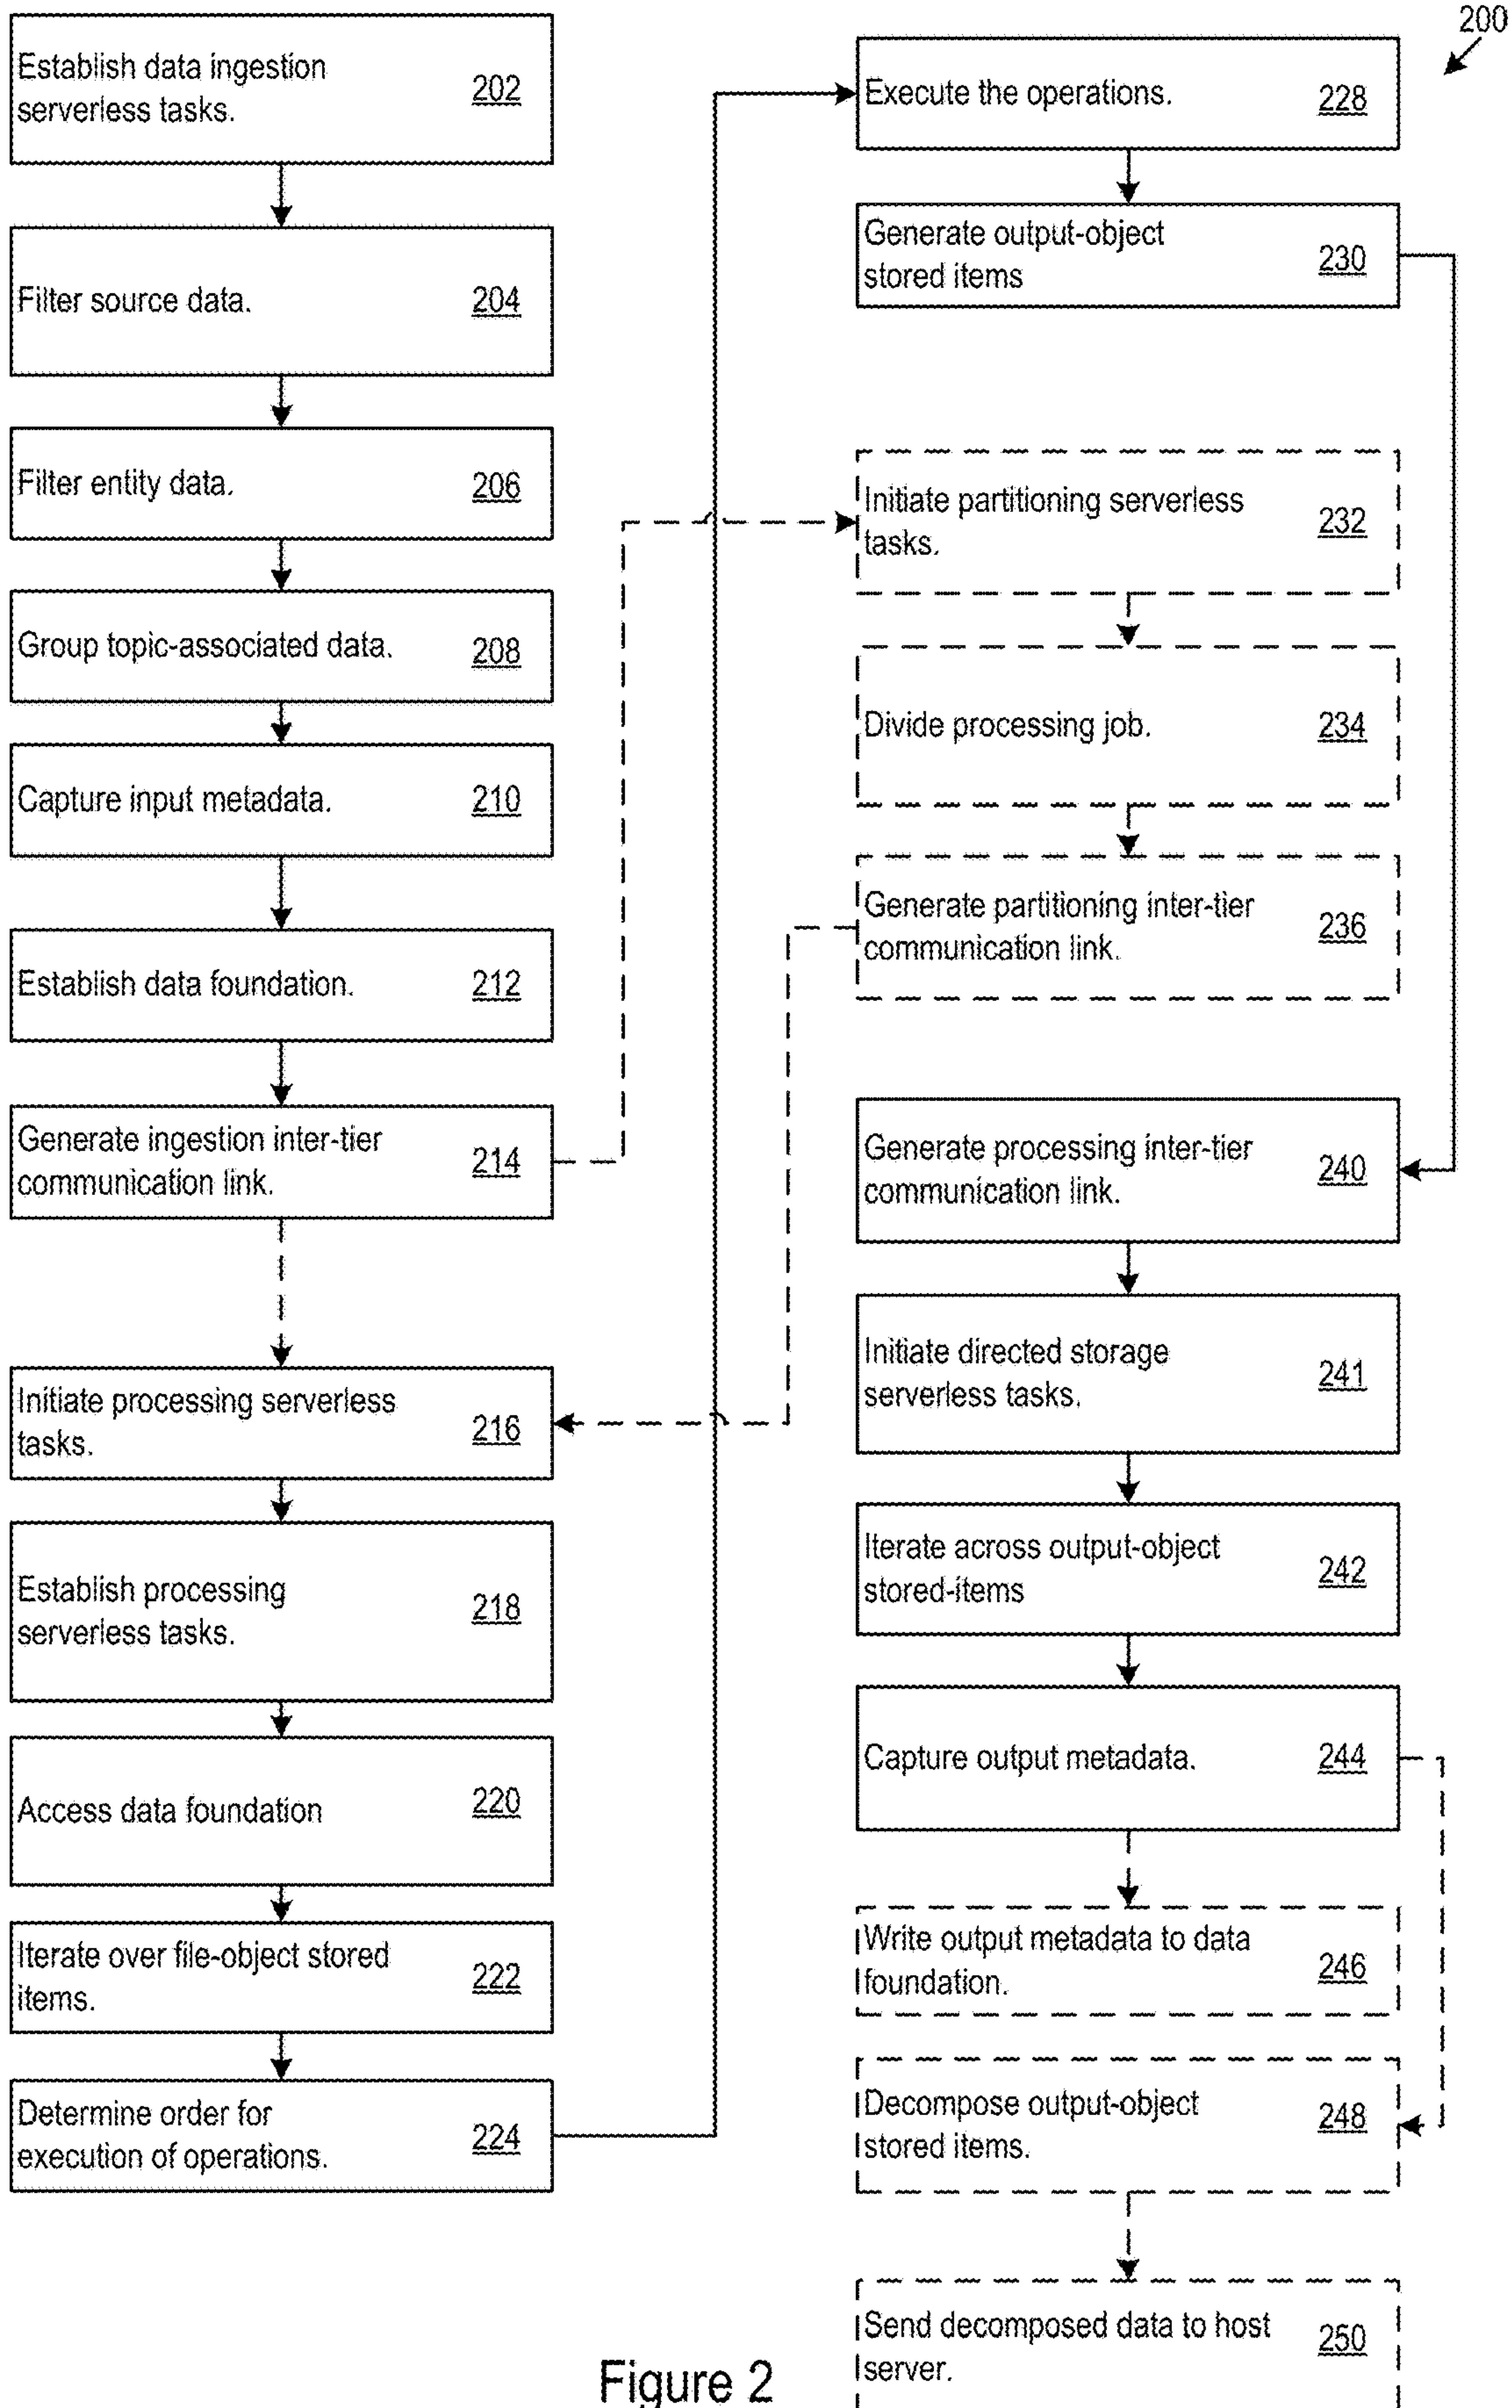 200
Establish data ingestion
serverless tasks.
202
Filter source data.
204
Filter entity data.
206
Group topic-associated data.
208
Capture input metadata.
210
Establish data foundation.
212
Generate ingestion inter-tier
communication link.
214
Initiate processing serverless
tasks.
216
Establish processing
serverless tasks.
218
Access data foundation
220
Iterate over file-object stored
items.
222
Determine order for
execution of operations.
224
Execute the operations.
228
Generate output-object
stored items
230
Initiate partitioning serverless
tasks.
232
Divide processing job.
234
Generate partitioning inter-tier
communication link.
236
Generate processing inter-tier
communication link.
240
Initiate directed storage
serverless tasks.
241
Iterate across output-object
stored-items
242
Capture output metadata.
244
Write output metadata to data
foundation.
246
Decompose output-object
stored items.
248
Send decomposed data to host
server.
250
Figure 2